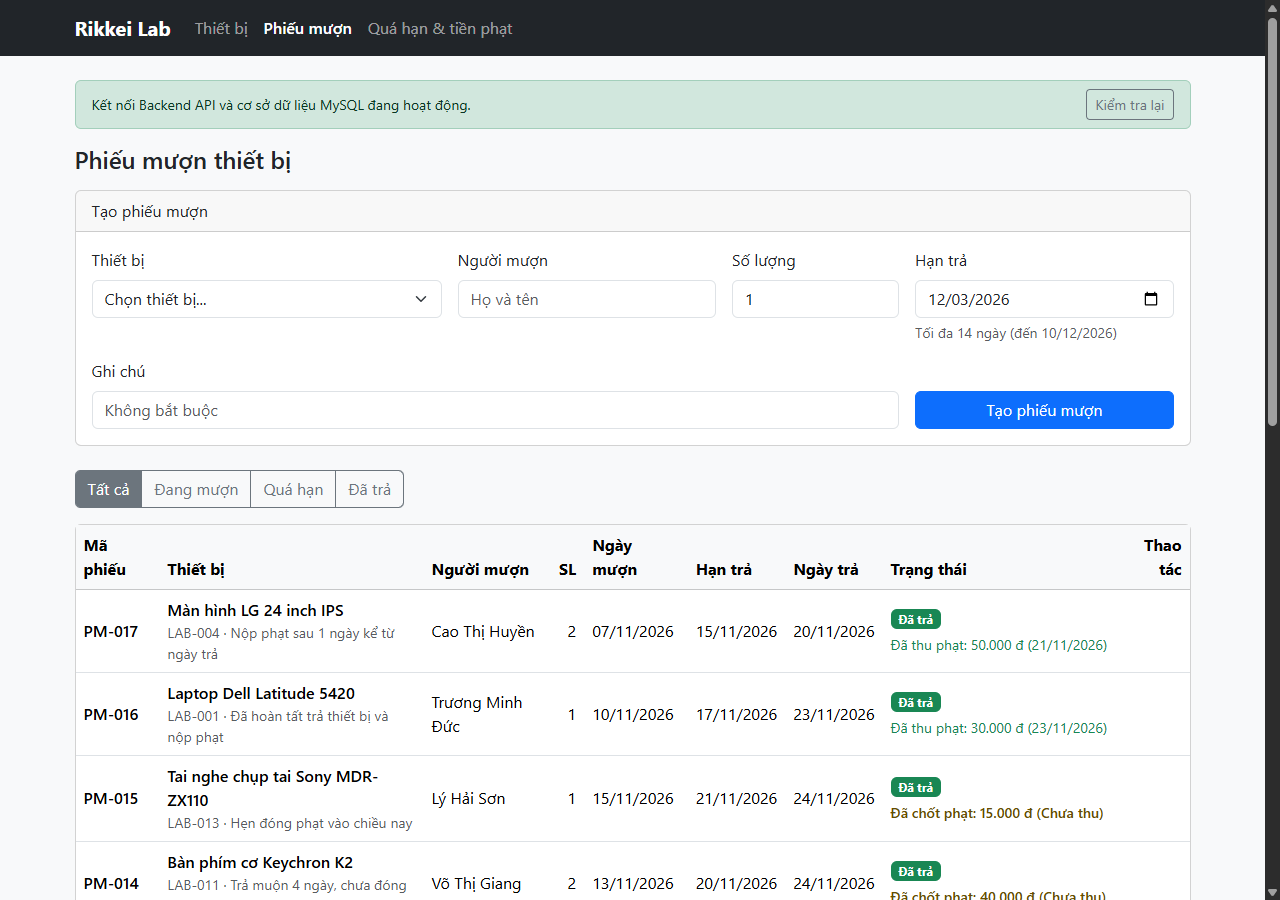 Rikkei Lab Thiết bị Phiếu mượn Quá hạn & tiền phạt
Kết nối Backend API và cơ sở dữ liệu MySQL đang hoạt động. Kiểm tra lại
Phiếu mượn thiết bị
Tạo phiếu mượn
Thiết bị Người mượn Số lượng Hạn trả
Chọn thiết bị... Họ và tên 1 12/03/2026
Tối đa 14 ngày (đến 10/12/2026)
Ghi chú
Không bắt buộc Tạo phiếu mượn
Tất cả Đang mượn Quá hạn Đã trả
Mã phiếu Thiết bị Người mượn SL Ngày mượn Hạn trả Ngày trả Trạng thái Thao tác
Màn hình LG 24 inch IPS
PM-017 LAB-004 · Nộp phạt sau 1 ngày kể từ ngày trả Cao Thị Huyền 2 07/11/2026 15/11/2026 20/11/2026 Đã trả
Đã thu phạt: 50.000 đ (21/11/2026)
Laptop Dell Latitude 5420
PM-016 LAB-001 · Đã hoàn tất trả thiết bị và nộp phạt Trương Minh Đức 1 10/11/2026 17/11/2026 23/11/2026 Đã trả
Đã thu phạt: 30.000 đ (23/11/2026)
Tai nghe chụp tai Sony MDR-ZX110
PM-015 LAB-013 · Hẹn đóng phạt vào chiều nay Lý Hải Sơn 1 15/11/2026 21/11/2026 24/11/2026 Đã trả
Đã chốt phạt: 15.000 đ (Chưa thu)
Bàn phím cơ Keychron K2
PM-014 LAB-011 · Trả muộn 4 ngày, chưa đóng Võ Thị Giang 2 13/11/2026 20/11/2026 24/11/2026 Đã trả
Đã chốt phạt: 40.000 đ (Chưa thu)